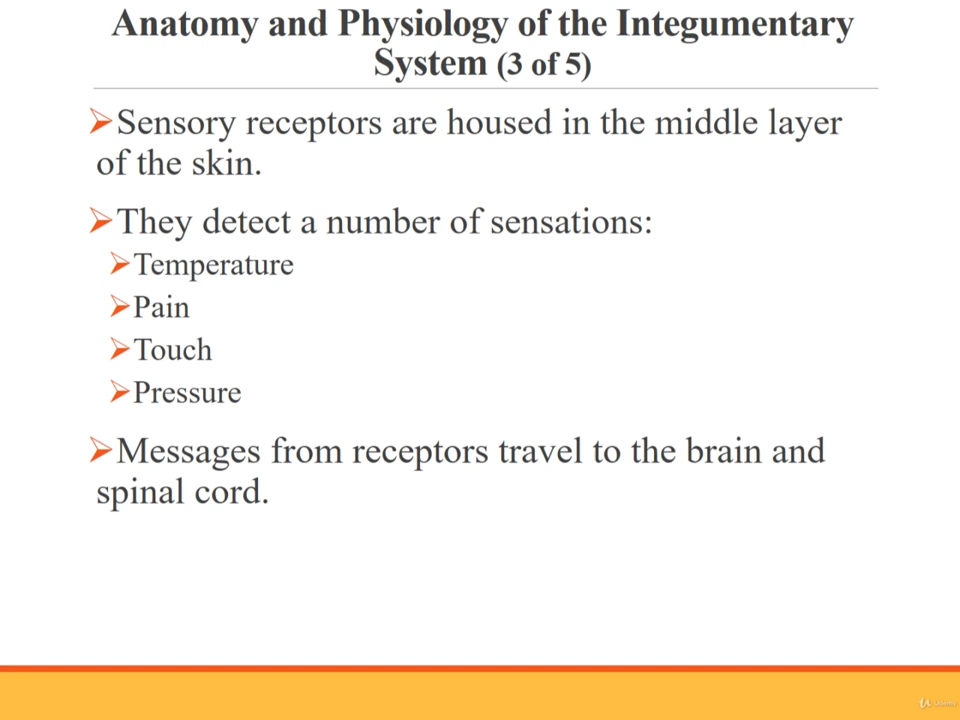 Anatomy and Physiology of the Integumentary
System (3 of 5)
Sensory receptors are housed in the middle layer
of the skin.
They detect a number of sensations:
Temperature
Pain
Touch
Pressure
Messages from receptors travel to the brain and
spinal cord.
Udemy